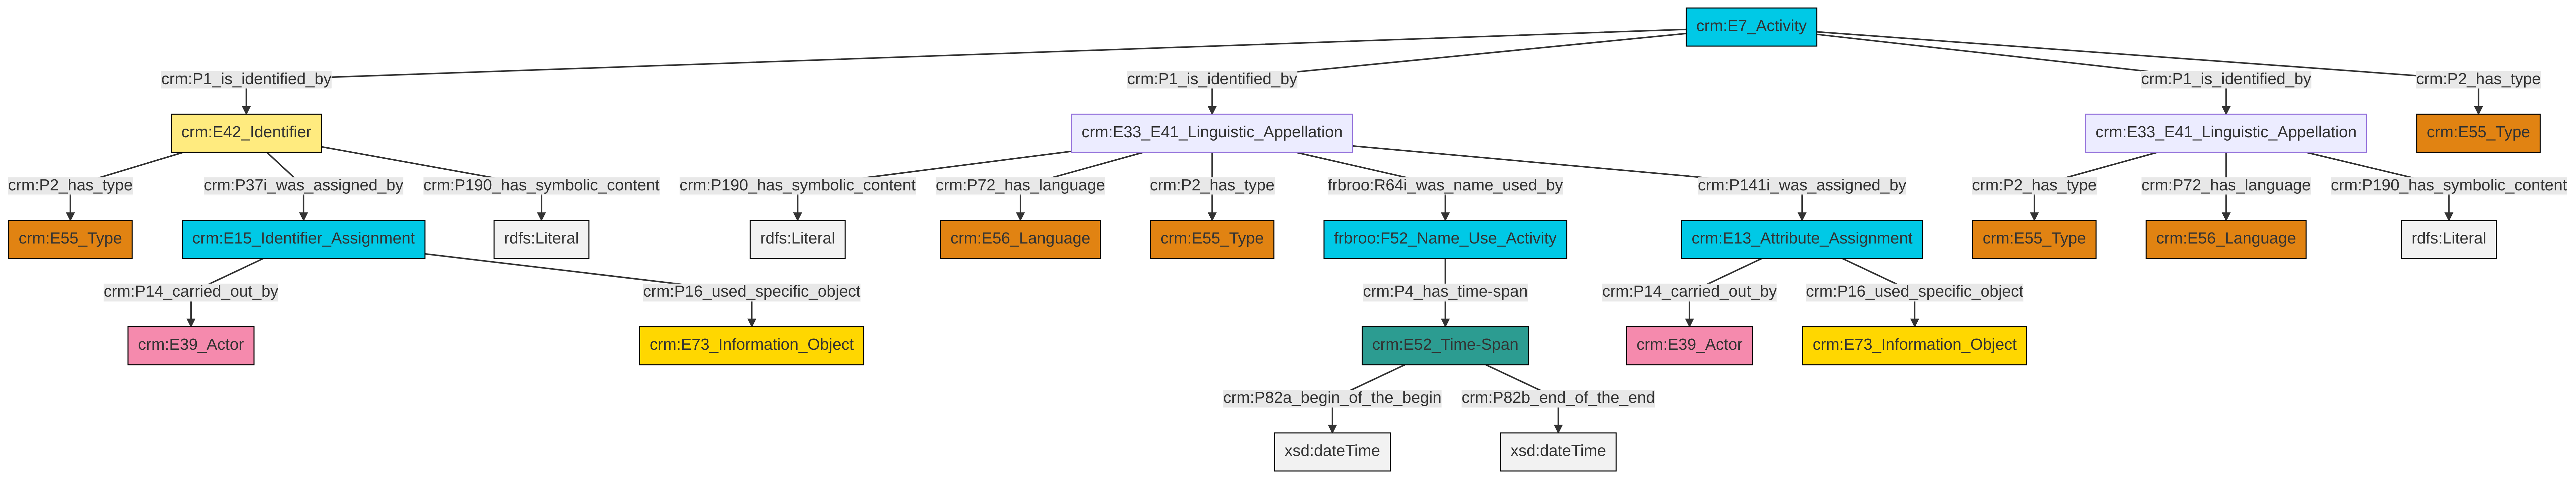 crm:E7_Activity
crm:P1_is_identified_by
crm:P1_is_identified_by
crm:P1_is_identified_by
crm:P2_has_type
crm:E42_Identifier
crm:E33_E41_Linguistic_Appellation
crm:E33_E41_Linguistic_Appellation
crm:E55_Type
crm:P2_has_type
crm:P37i_was_assigned_by
crm:P190_has_symbolic_content
crm:P190_has_symbolic_content
crm:P72_has_language
crm:P2_has_type
frbroo:R64i_was_name_used_by
crm:P141i_was_assigned_by
crm:P2_has_type
crm:P72_has_language
crm:P190_has_symbolic_content
crm:E55_Type
crm:E15_Identifier_Assignment
rdfs:Literal
rdfs:Literal
crm:E56_Language
crm:E55_Type
frbroo:F52_Name_Use_Activity
crm:E13_Attribute_Assignment
crm:E55_Type
crm:E56_Language
rdfs:Literal
crm:P14_carried_out_by
crm:P16_used_specific_object
crm:P4_has_time-span
crm:P14_carried_out_by
crm:P16_used_specific_object
crm:E39_Actor
crm:E73_Information_Object
crm:E52_Time-Span
crm:E39_Actor
crm:E73_Information_Object
crm:P82a_begin_of_the_begin
crm:P82b_end_of_the_end
xsd:dateTime
xsd:dateTime